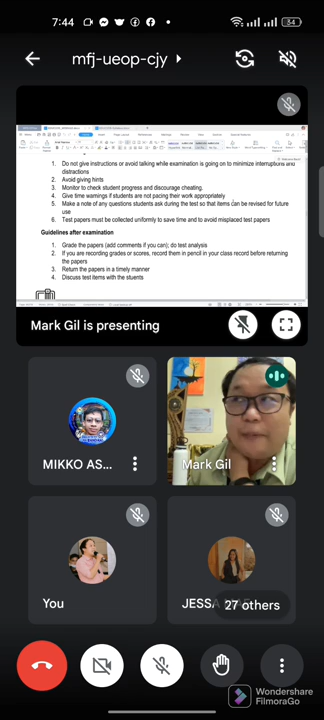 7:44
84
mfj-ueop-cjy
1. Do not give instructions or avoid talking while examination is going on to minimize interruptions and
distractions
2. Avoid giving hints
3. Monitor to check student progress and discourage cheating.
4. Give time warnings if students are not pacing their work appropriately
5. Make a note of any questions students ask during the test so that items can be revised for future
use
6. Test papers must be collected uniformly to save time and to avoid misplaced test papers
Guidelines after examination
1. Grade the papers (add comments if you can); do test analysis
2. If you are recording grades or scores, record them in pencil in your class record before returning
the papers
3. Return the papers in a timely manner
4. Discuss test items with the stuents
Mark Gil is presenting
MIKKO AS...
Mark Gil
You
JESSA
27 others
Wondershare
FilmoraGo